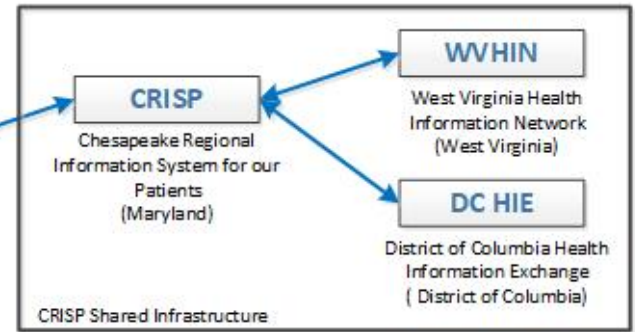 CRISP
Chesapeake Regional
Information System for our
Patients
(Maryland)
WVHIN
West Virginia Health
Information Network
(West Virginia)
DC HIE
District of Columbia Health
Information Exchange
( District of Columbia)
CRISP Shared Infrastructure